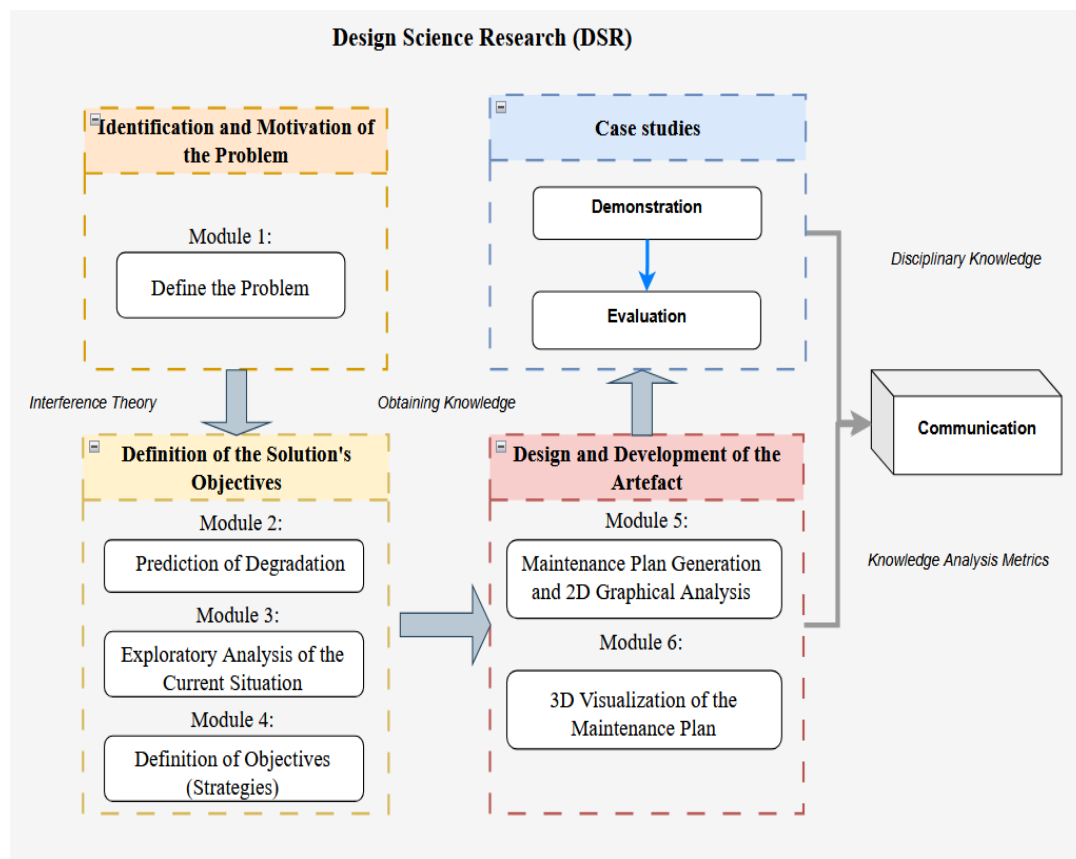 Design Science Research (DSR)
Identification and Motivation of
the Problem
Module 1:
Define the Problem
Case studies
Demonstration
Evaluation
Disciplinary Knowledge
Interference Theory
Obtaining Knowledge
Communication
Definition of the Solution's
Objectives
Module 2:
Prediction of Degradation
Module 3:
Exploratory Analysis of the
Current Situation
Module 4:
Definition of Objectives
(Strategies)
Design and Development of the
Artefact
Module 5:
Maintenance Plan Generation
and 2D Graphical Analysis
Module 6:
3D Visualization of the
Maintenance Plan
Knowledge Analysis Metrics